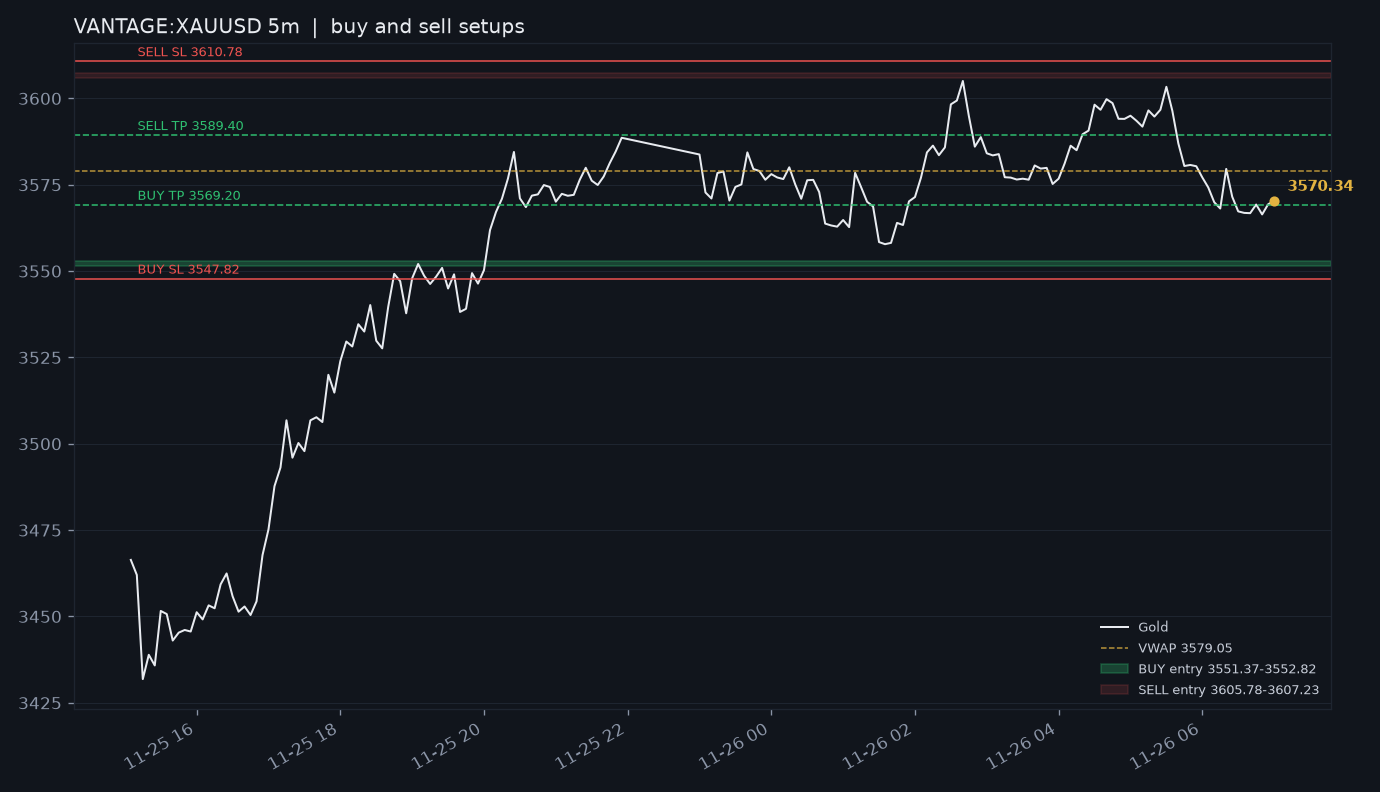 VANTAGE:XAUUSD 5m | buy and sell setups
SELL SL 3610.78
3600
SELL TP 3589.40
3575
3570.34
BUY TP 3569.20
3550
BUY SL 3547.82
3525
3500
3475
3450
3425
Gold
VWAP 3579.05
BUY entry 3551.37-3552.82
SELL entry 3605.78-3607.23
11-25 16
11-25 18
11-25 20
11-25 22
11-26 00
11-26 02
11-26 04
11-26 06